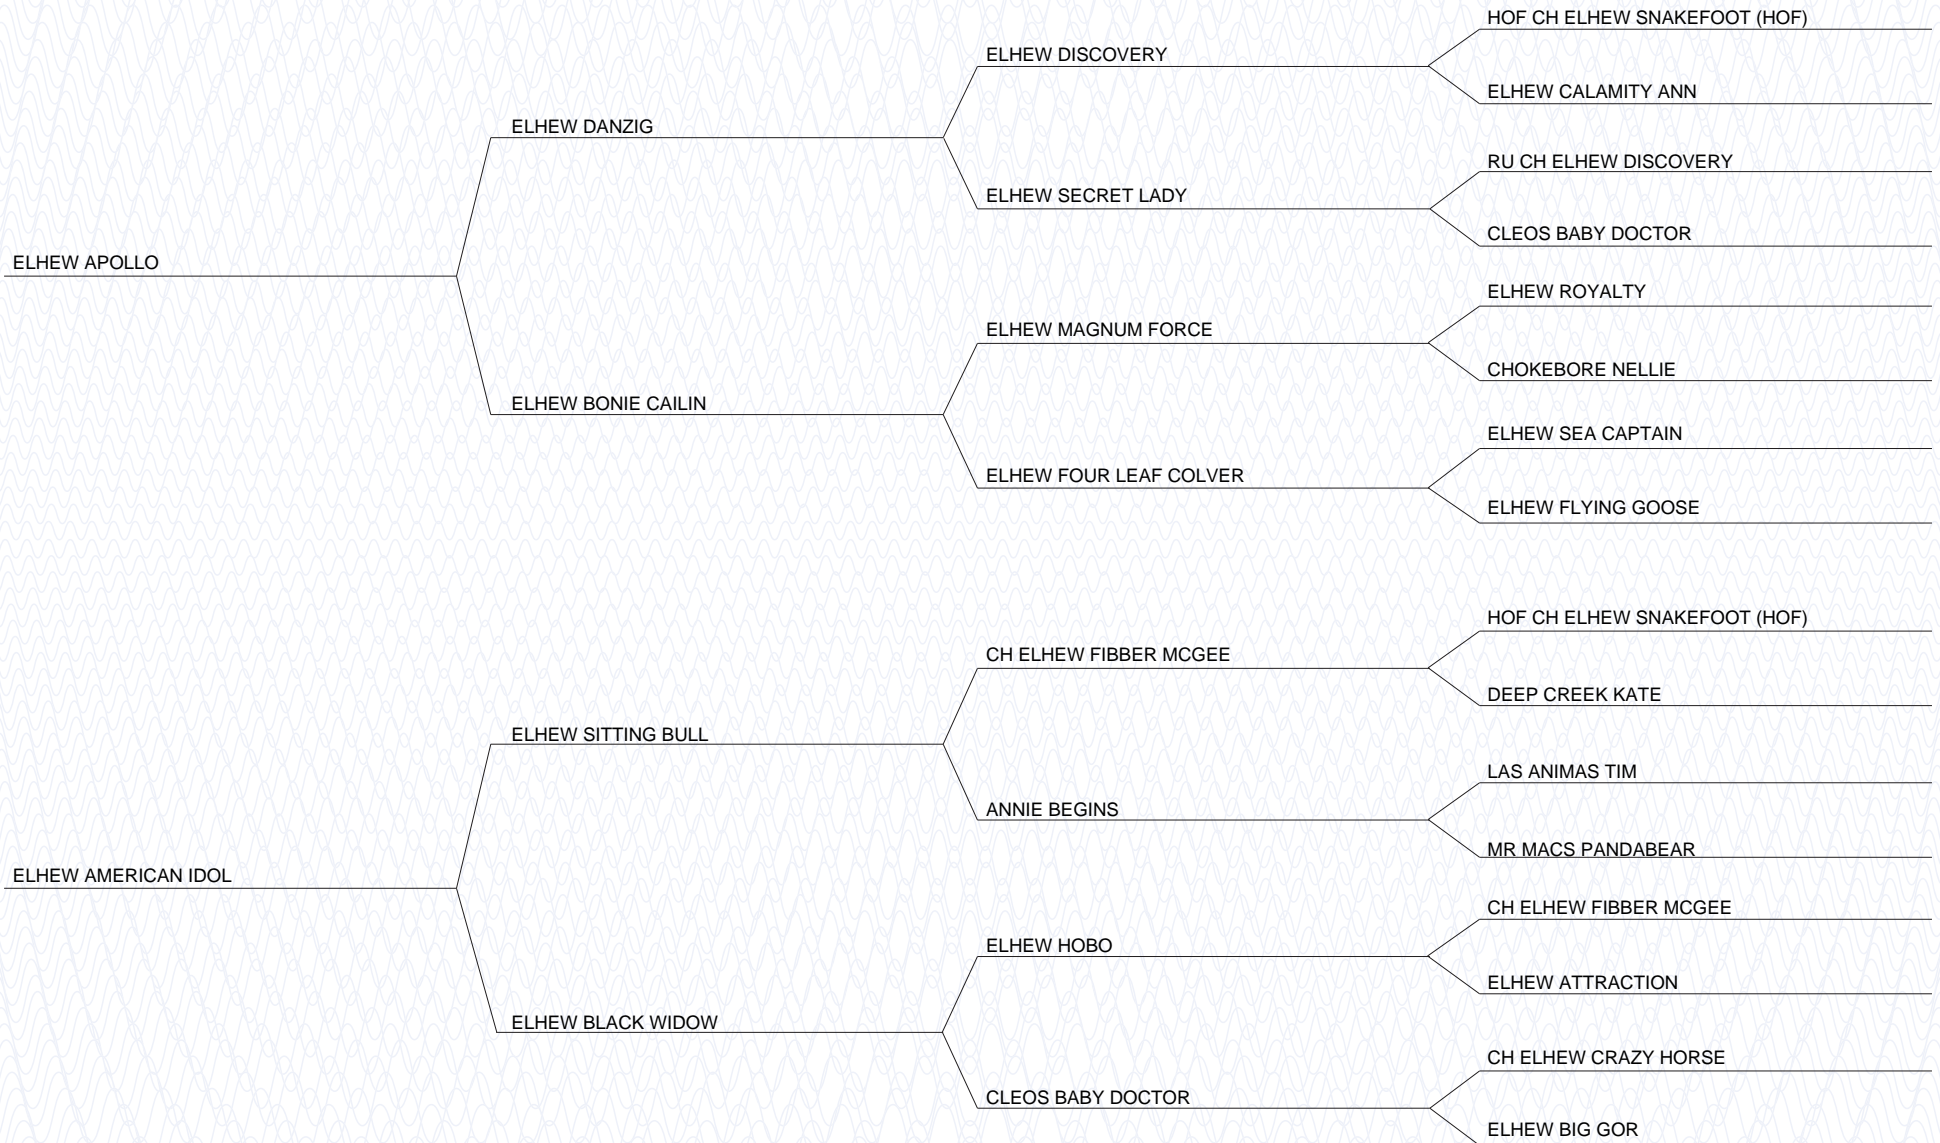 HOF CH ELHEW SNAKEFOOT (HOF)
ELHEW DISCOVERY
ELHEW CALAMITY ANN
ELHEW DANZIG
RU CH ELHEW DISCOVERY
ELHEW SECRET LADY
CLEOS BABY DOCTOR
ELHEW APOLLO
ELHEW ROYALTY
ELHEW MAGNUM FORCE
CHOKEBORE NELLIE
ELHEW BONIE CAILIN
ELHEW SEA CAPTAIN
ELHEW FOUR LEAF COLVER
ELHEW FLYING GOOSE
HOF CH ELHEW SNAKEFOOT (HOF)
CH ELHEW FIBBER MCGEE
DEEP CREEK KATE
ELHEW SITTING BULL
LAS ANIMAS TIM
ANNIE BEGINS
MR MACS PANDABEAR
ELHEW AMERICAN IDOL
CH ELHEW FIBBER MCGEE
ELHEW HOBO
ELHEW ATTRACTION
ELHEW BLACK WIDOW
CH ELHEW CRAZY HORSE
CLEOS BABY DOCTOR
ELHEW BIG GOR